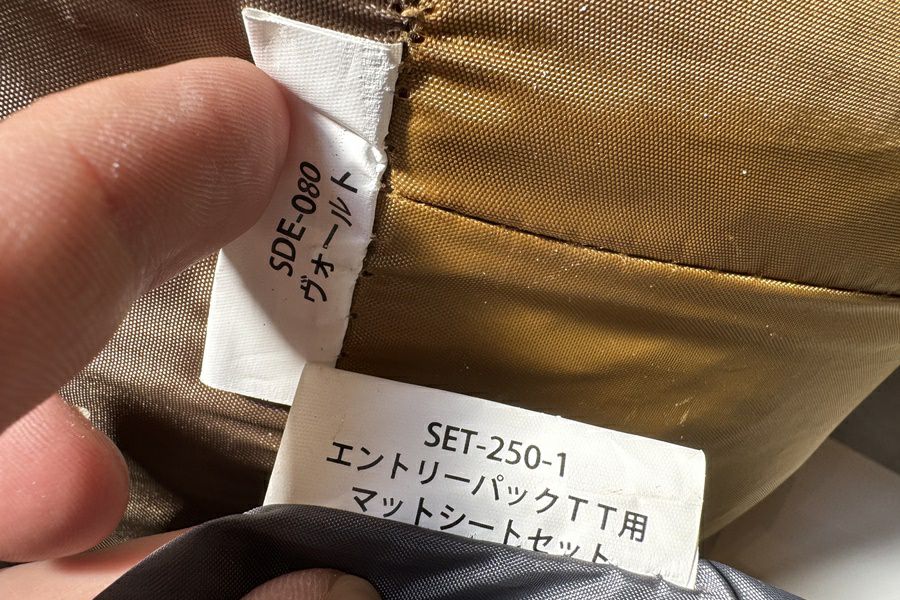 SDE-080
ヴォールト
SET-250-1
エントリーパックＴＴ用
マットシートセット